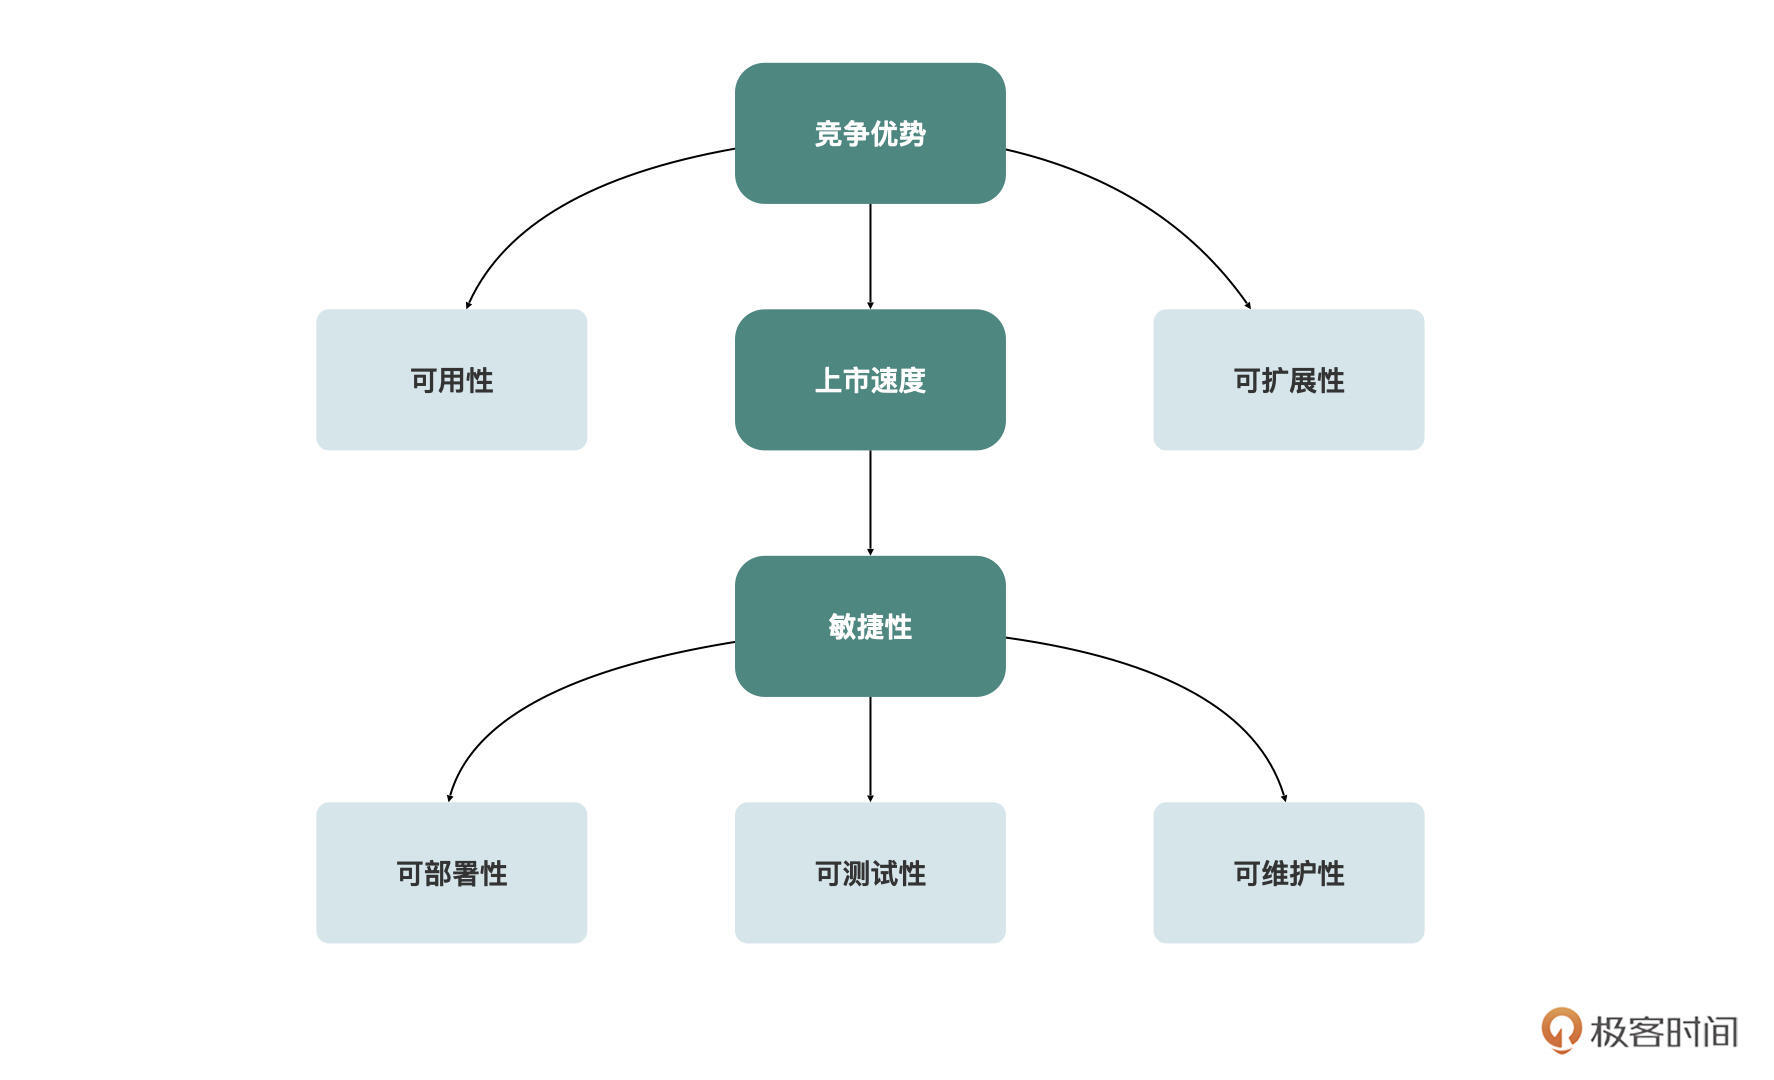 竞争优势
可用性
上市速度
可扩展性
敏捷性
可部署性
可测试性
可维护性
极客时间